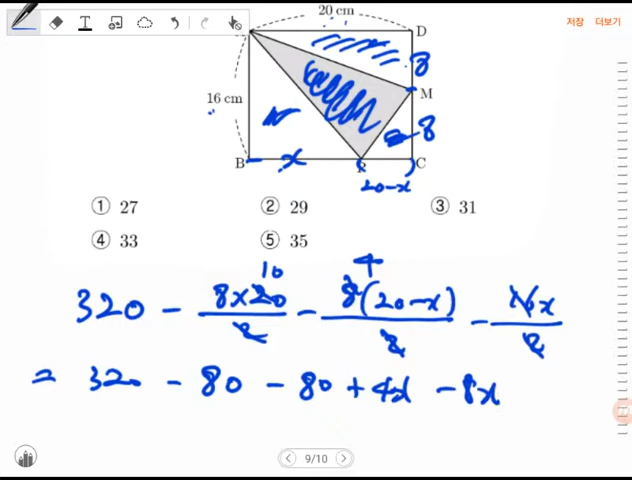 저장 더보기
20 cm
D
8
M
16 cm
8
B x P C
20-x
① 27 ② 29 ③ 31
④ 33 ⑤ 35
10 4
320 - 8×20/2 - 8(20-x)/2 - 16x/2
= 320 - 80 - 80 + 4x - 8x
9/10